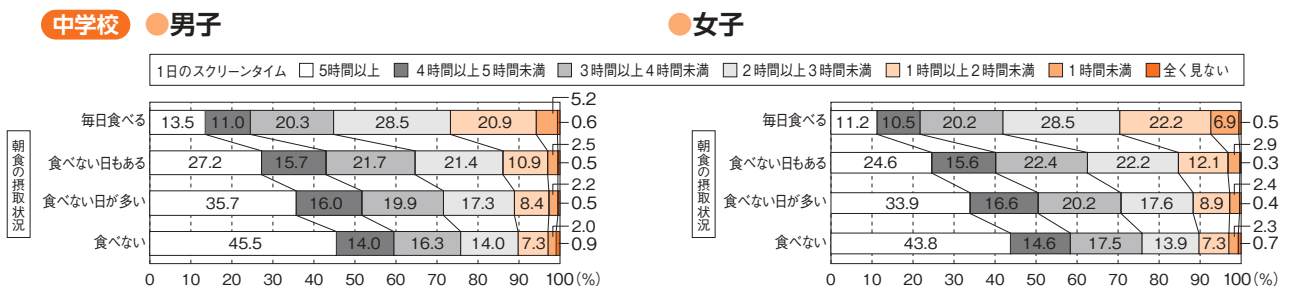 中学校 ●男子 ●女子
1日のスクリーンタイム 5時間以上 4時間以上5時間未満 3時間以上4時間未満 2時間以上3時間未満 1時間以上2時間未満 1時間未満 全く見ない
朝食の摂取状況
毎日食べる 13.5 11.0 20.3 28.5 20.9 5.2 0.6
食べない日もある 27.2 15.7 21.7 21.4 10.9 2.5 0.5
食べない日が多い 35.7 16.0 19.9 17.3 8.4 2.2 0.5
食べない 45.5 14.0 16.3 14.0 7.3 2.0 0.9
0 10 20 30 40 50 60 70 80 90 100(%)
朝食の摂取状況
毎日食べる 11.2 10.5 20.2 28.5 22.2 6.9 0.5
食べない日もある 24.6 15.6 22.4 22.2 12.1 2.9 0.3
食べない日が多い 33.9 16.6 20.2 17.6 8.9 2.4 0.4
食べない 43.8 14.6 17.5 13.9 7.3 2.3 0.7
0 10 20 30 40 50 60 70 80 90 100(%)